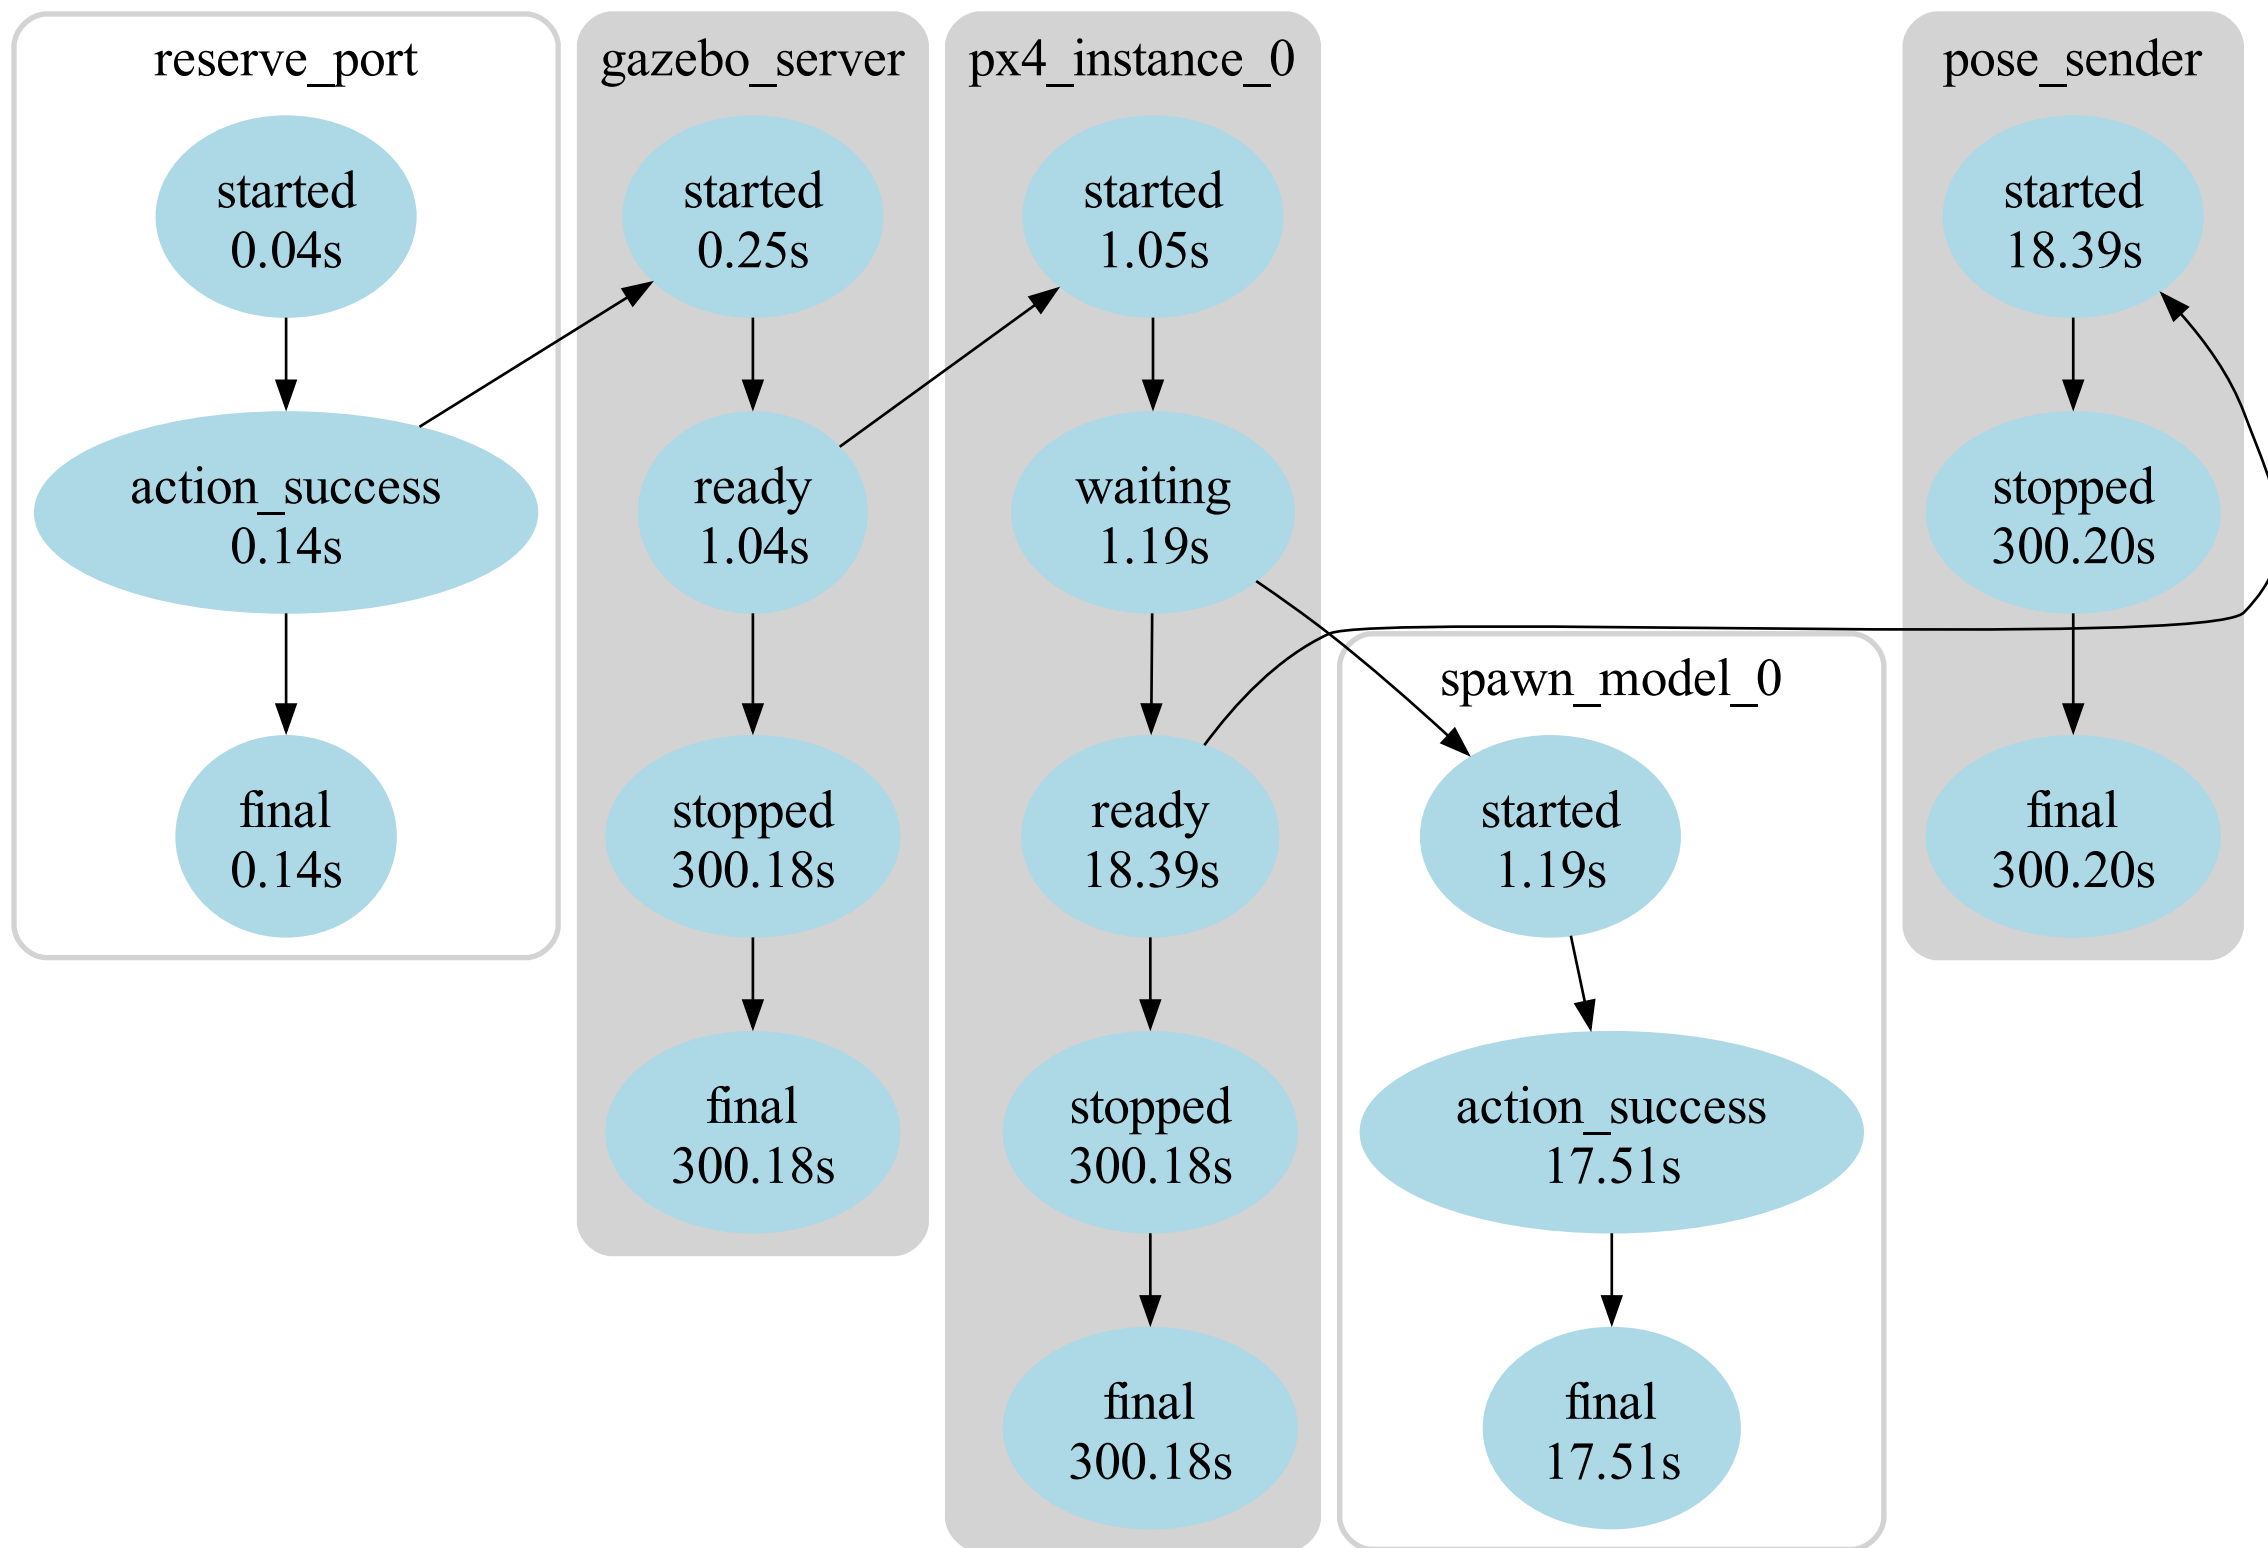 reserve_port
started
0.04s
action_success
0.14s
final
0.14s
gazebo_server
started
0.25s
ready
1.04s
stopped
300.18s
final
300.18s
px4_instance_0
started
1.05s
waiting
1.19s
ready
18.39s
stopped
300.18s
final
300.18s
spawn_model_0
started
1.19s
action_success
17.51s
final
17.51s
pose_sender
started
18.39s
stopped
300.20s
final
300.20s